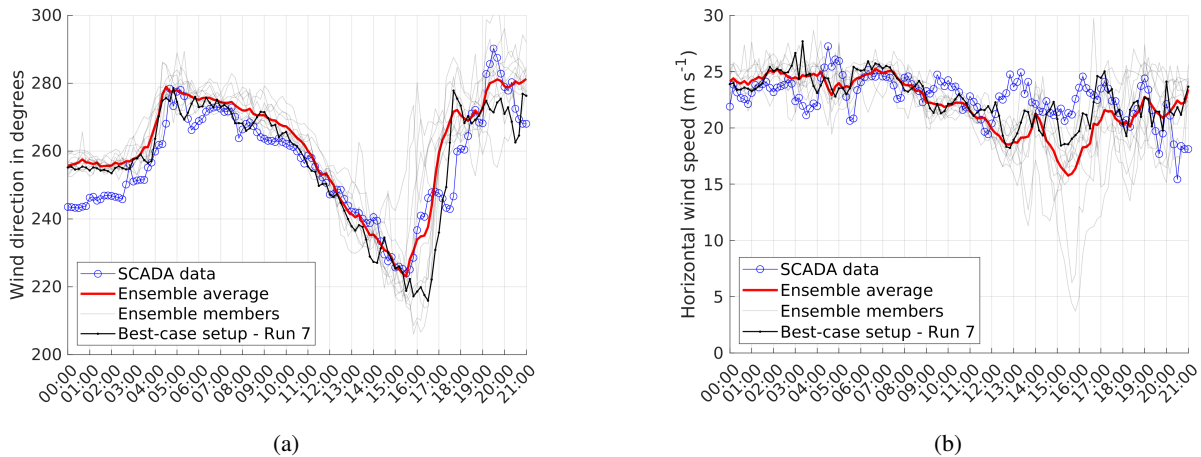 300
280
260
240
220
200
Wind direction in degrees
SCADA data
Ensemble average
Ensemble members
Best-case setup - Run 7
00:00 01:00 02:00 03:00 04:00 05:00 06:00 07:00 08:00 09:00 10:00 11:00 12:00 13:00 14:00 15:00 16:00 17:00 18:00 19:00 20:00 21:00
(a)
30
25
20
15
10
5
0
Horizontal wind speed (m s-1)
SCADA data
Ensemble average
Ensemble members
Best-case setup - Run 7
00:00 01:00 02:00 03:00 04:00 05:00 06:00 07:00 08:00 09:00 10:00 11:00 12:00 13:00 14:00 15:00 16:00 17:00 18:00 19:00 20:00 21:00
(b)